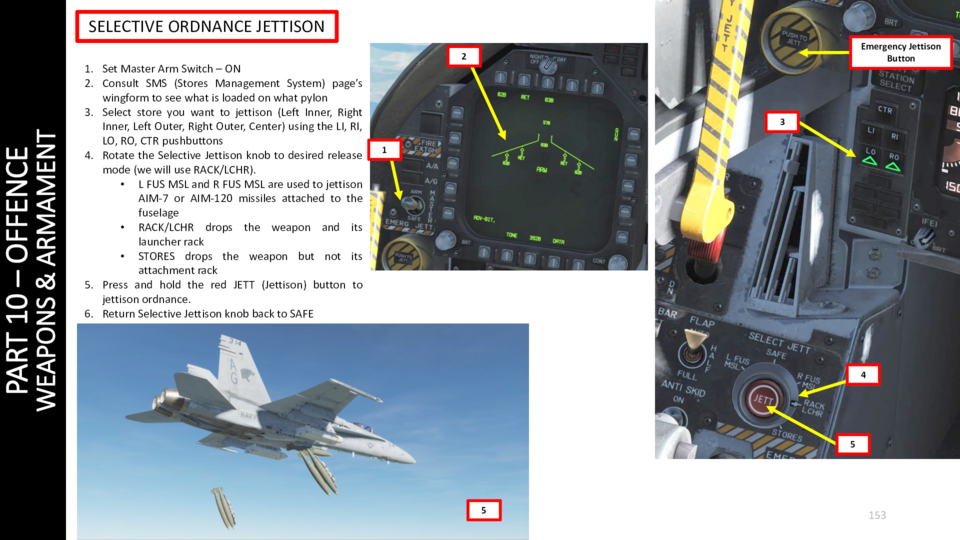 PART 10 – OFFENCE
WEAPONS & ARMAMENT
SELECTIVE ORDNANCE JETTISON
1. Set Master Arm Switch – ON
2. Consult SMS (Stores Management System) page's
wingform to see what is loaded on what pylon
3. Select store you want to jettison (Left Inner, Right
Inner, Left Outer, Right Outer, Center) using the LI, RI,
LO, RO, CTR pushbuttons
4. Rotate the Selective Jettison knob to desired release
mode (we will use RACK/LCHR).
• L FUS MSL and R FUS MSL are used to jettison
AIM-7 or AIM-120 missiles attached to the
fuselage
• RACK/LCHR drops the weapon and its
launcher rack
• STORES drops the weapon but not its
attachment rack
5. Press and hold the red JETT (Jettison) button to
jettison ordnance.
6. Return Selective Jettison knob back to SAFE
1
2
NIGHT
OFF
DAY
FIRE
EXTGH
A/A
A/G
ARM
SAFE
MASTER
EMERG JETT
PUSH TO
JETT
BRT
CONT
ARM
TONE
DATA
3
Emergency Jettison
Button
JETT
PUSH TO
JETT
BRT
STATION
SELECT
CTR
LI
RI
LO
RO
IFEI
BRT
DN
BAR
FLAP
HALF
FULL
ANTI SKID
ON
SELECT JETT
SAFE
L FUS
MSL
R FUS
MSL
RACK
LCHR
STORES
JETT
EME
4
5
314
AG
5
153